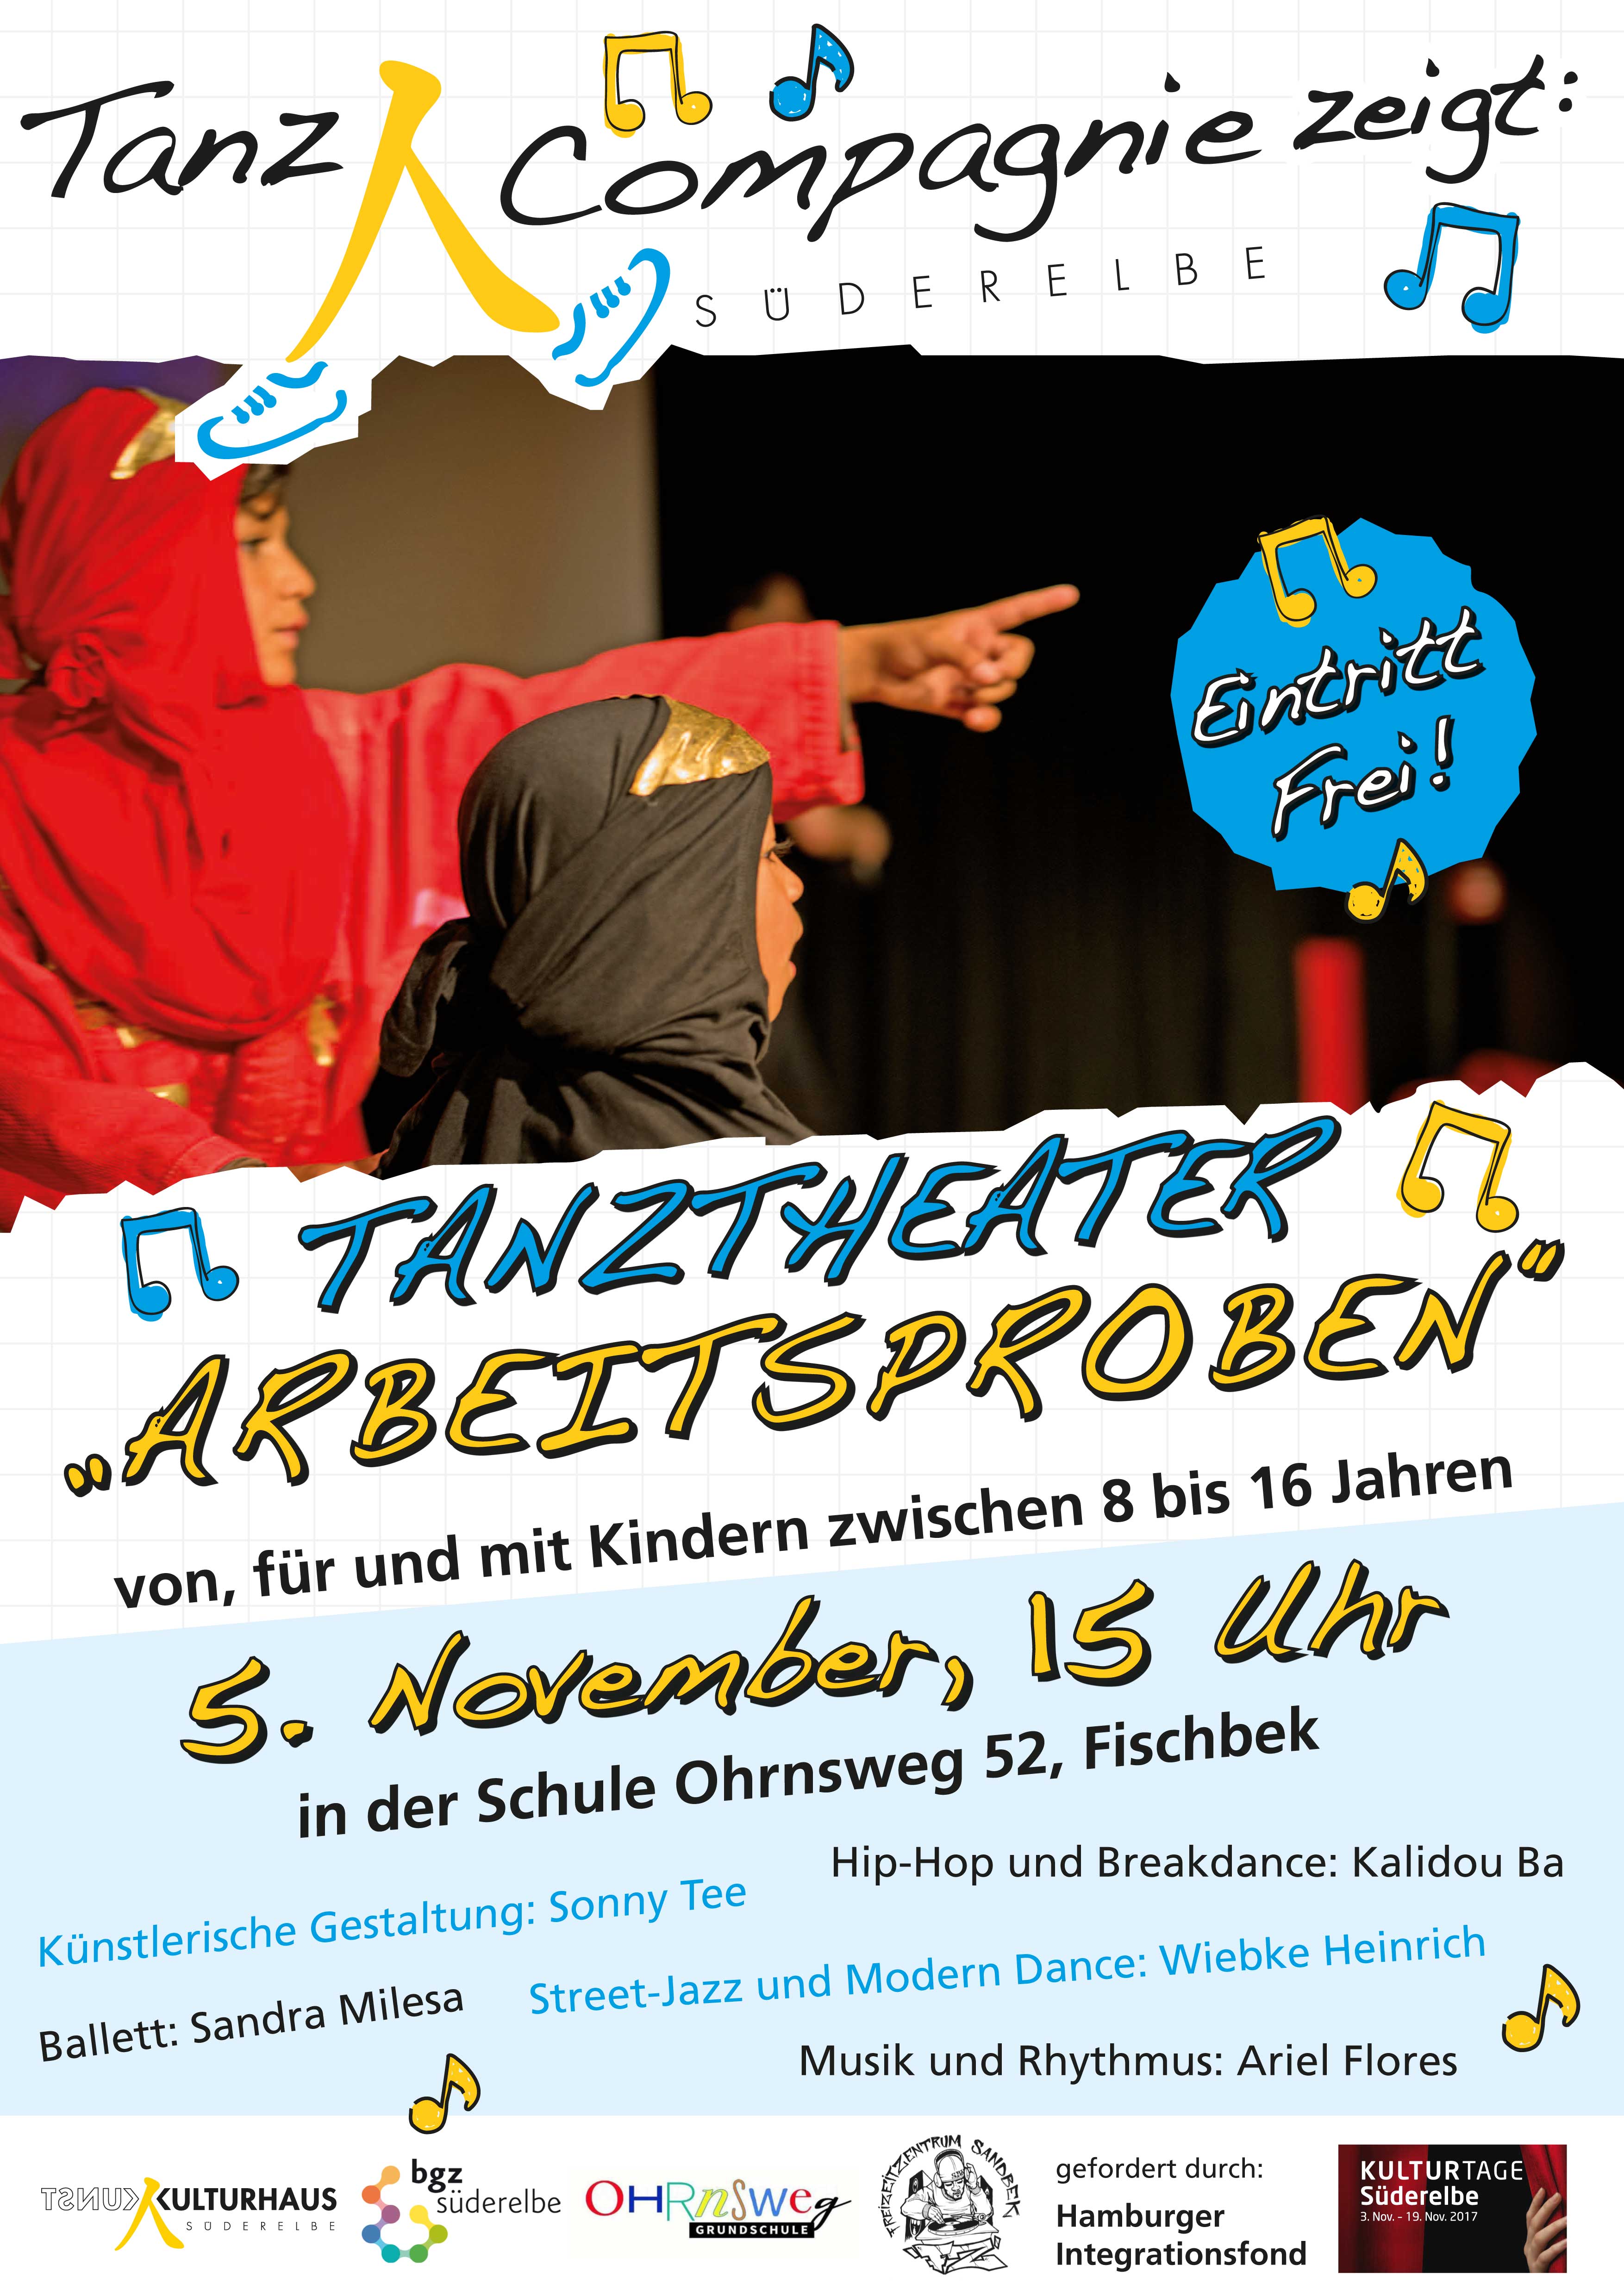 Tanz Compagnie zeigt:
SÜDERELBE
Eintritt
Frei!
TANZTHEATER
„ARBEITSPROBEN“
von, für und mit Kindern zwischen 8 bis 16 Jahren
5. November, 15 Uhr
in der Schule Ohrnsweg 52, Fischbek
Hip-Hop und Breakdance: Kalidou Ba
Künstlerische Gestaltung: Sonny Tee
Street-Jazz und Modern Dance: Wiebke Heinrich
Ballett: Sandra Milesa
Musik und Rhythmus: Ariel Flores
KUNST KULTURHAUS
SÜDERELBE
bgz
süderelbe
OHRnSWEg
GRUNDSCHULE
FREIZEITZENTRUM SANDBEK
gefordert durch:
Hamburger
Integrationsfond
KULTURTAGE
Süderelbe
3. Nov. - 19. Nov. 2017